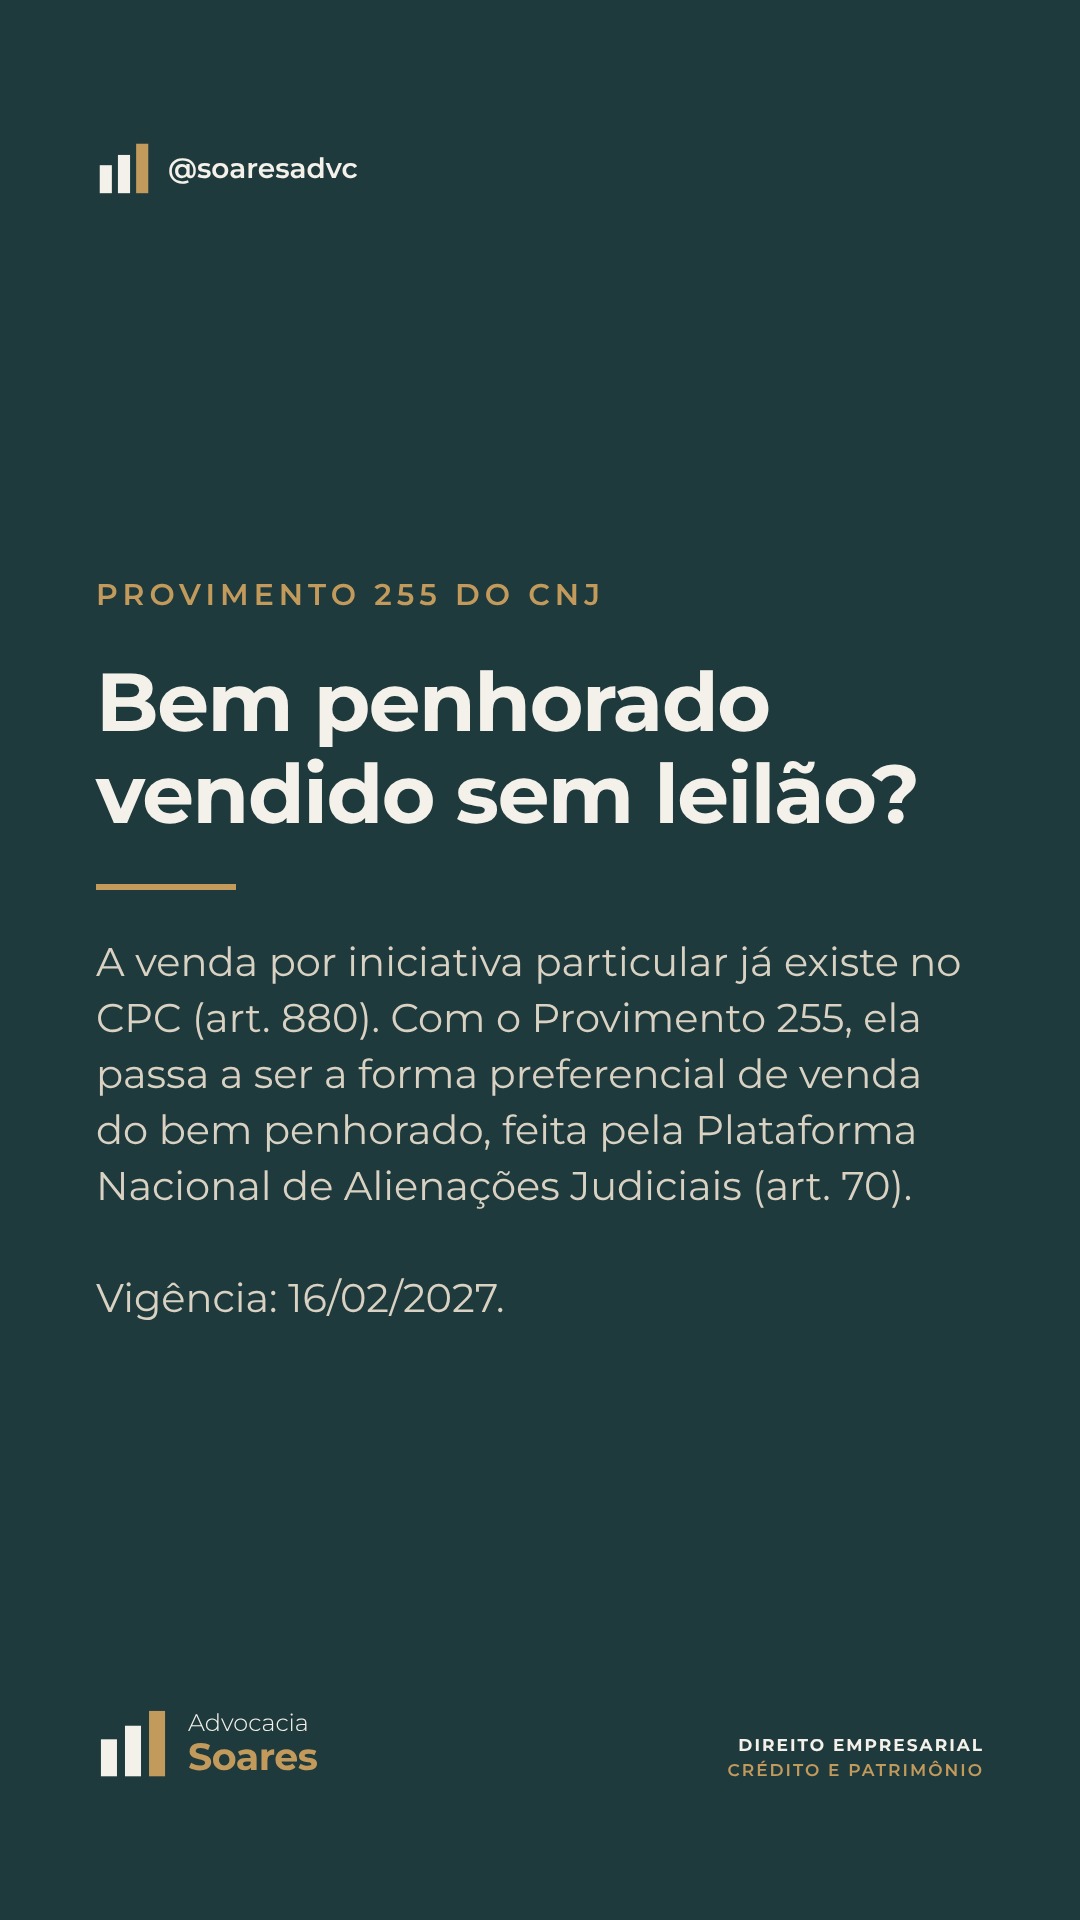 @soaresadvc
PROVIMENTO 255 DO CNJ
Bem penhorado
vendido sem leilão?
A venda por iniciativa particular já existe no
CPC (art. 880). Com o Provimento 255, ela
passa a ser a forma preferencial de venda
do bem penhorado, feita pela Plataforma
Nacional de Alienações Judiciais (art. 70).
Vigência: 16/02/2027.
Advocacia
Soares
DIREITO EMPRESARIAL
CRÉDITO E PATRIMÔNIO